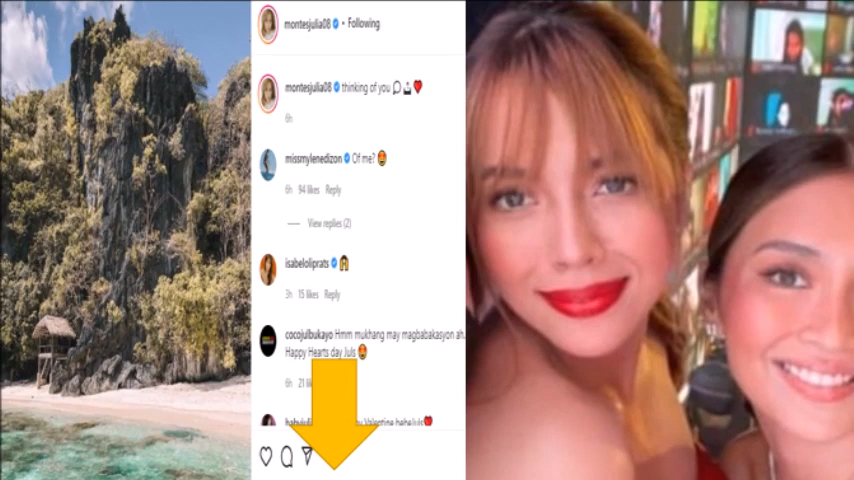 montesjulia08 • Following
montesjulia08 thinking of you
6h
missmylenedizon Of me?
6h 94 likes Reply
View replies (2)
isabeloliprats
3h 15 likes Reply
cocojulbukayo Hmm mukhang may magbabakasyon ah.
Happy Hearts day Juls
6h 21
Valentine